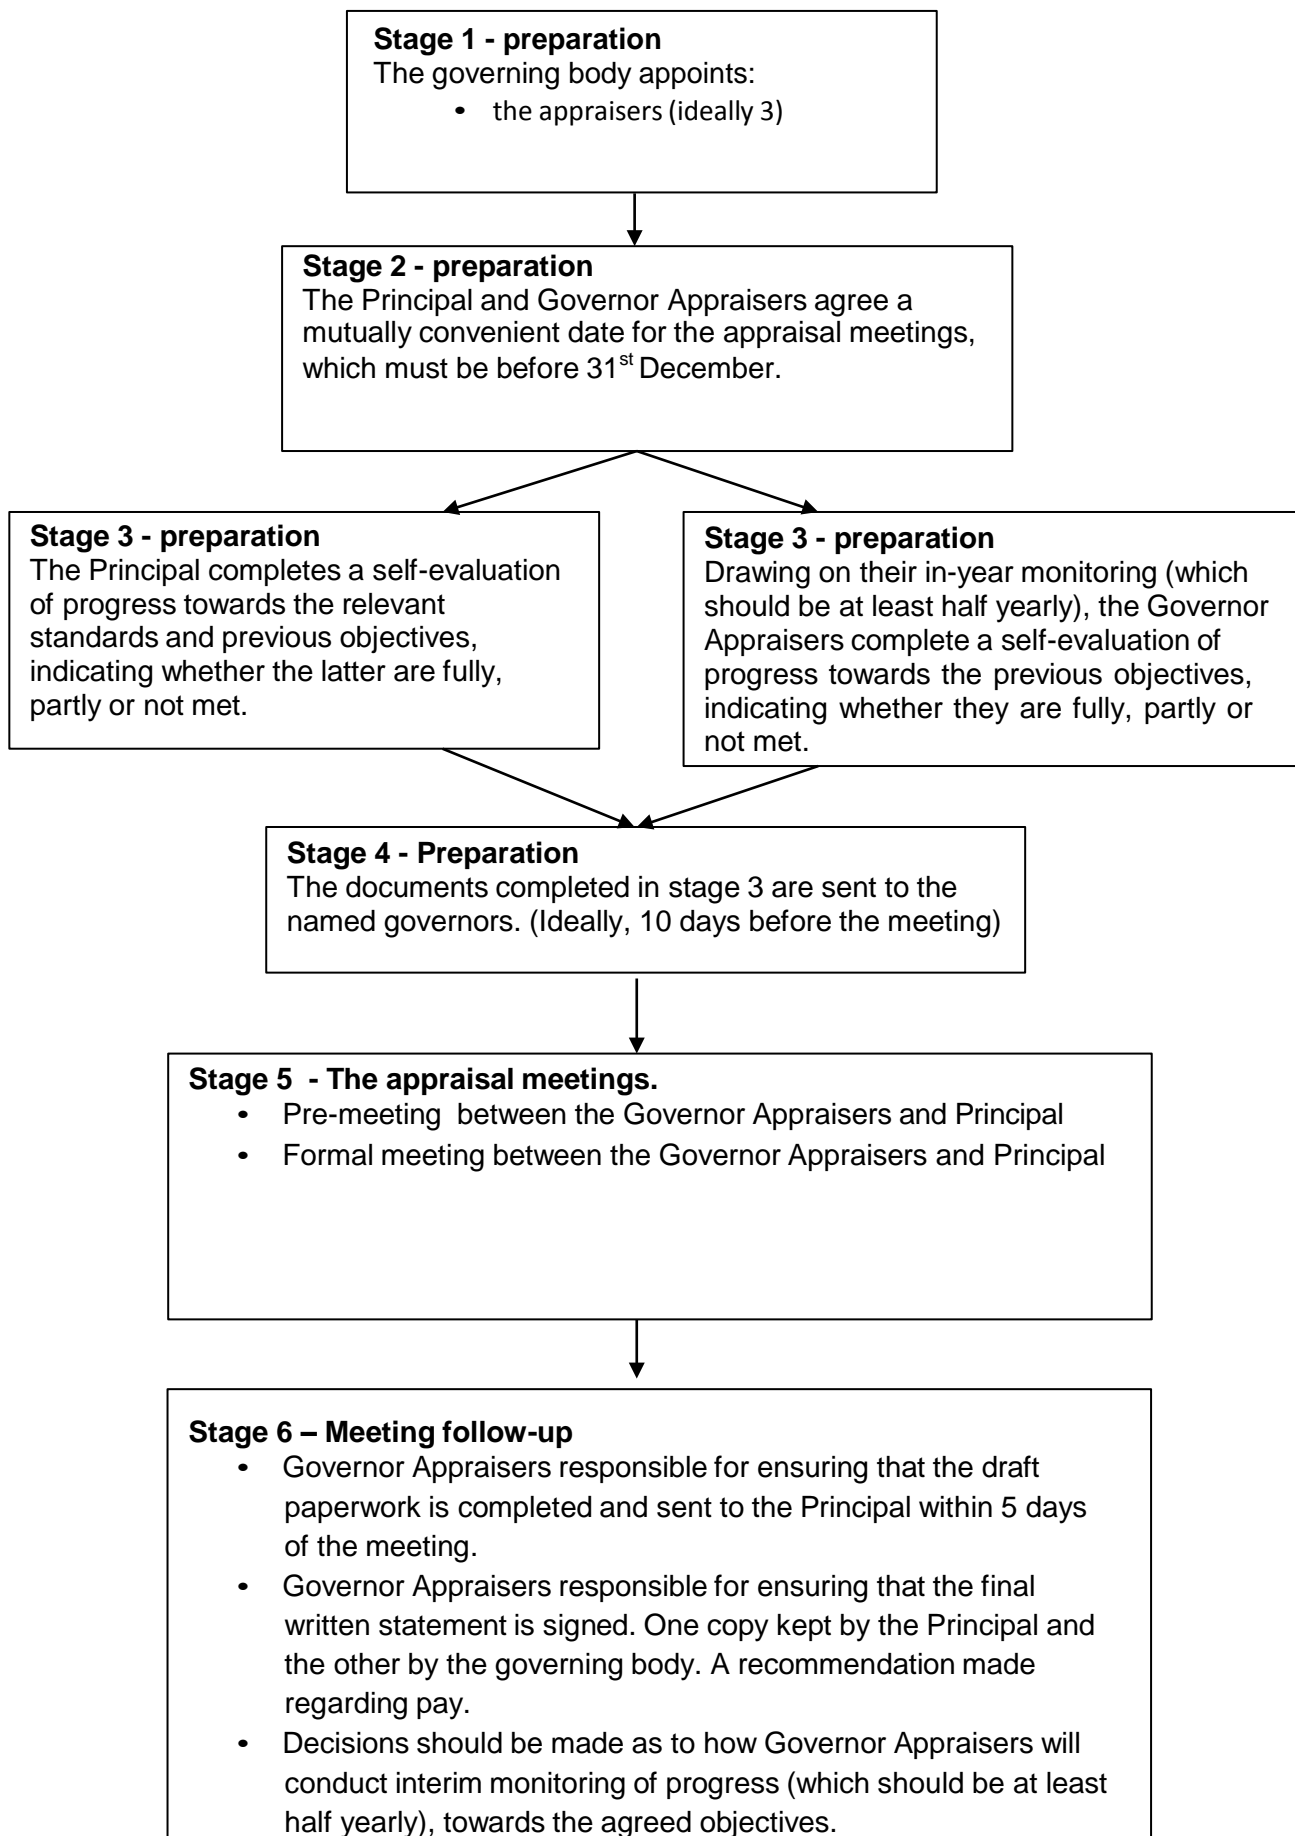 Stage 1 - preparation
The governing body appoints:
• the appraisers (ideally 3)
Stage 2 - preparation
The Principal and Governor Appraisers agree a
mutually convenient date for the appraisal meetings,
which must be before 31st December.
Stage 3 - preparation
The Principal completes a self-evaluation
of progress towards the relevant
standards and previous objectives,
indicating whether the latter are fully,
partly or not met.
Stage 3 - preparation
Drawing on their in-year monitoring (which
should be at least half yearly), the Governor
Appraisers complete a self-evaluation of
progress towards the previous objectives,
indicating whether they are fully, partly or
not met.
Stage 4 - Preparation
The documents completed in stage 3 are sent to the
named governors. (Ideally, 10 days before the meeting)
Stage 5 - The appraisal meetings.
• Pre-meeting between the Governor Appraisers and Principal
• Formal meeting between the Governor Appraisers and Principal
Stage 6 – Meeting follow-up
• Governor Appraisers responsible for ensuring that the draft
paperwork is completed and sent to the Principal within 5 days
of the meeting.
• Governor Appraisers responsible for ensuring that the final
written statement is signed. One copy kept by the Principal and
the other by the governing body. A recommendation made
regarding pay.
• Decisions should be made as to how Governor Appraisers will
conduct interim monitoring of progress (which should be at least
half yearly), towards the agreed objectives.